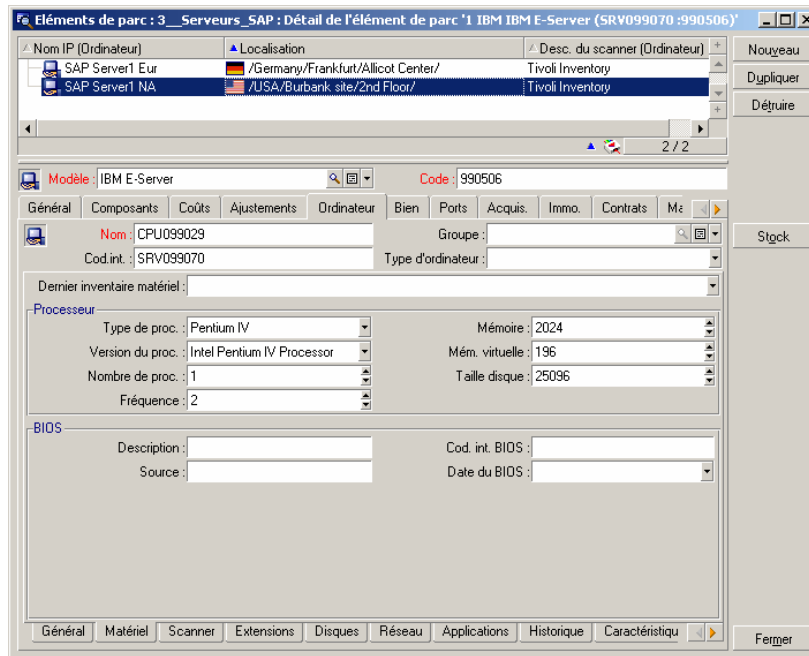 Eléments de parc : 3__Serveurs_SAP : Détail de l'élément de parc '1 IBM IBM E-Server (SRV099070 :990506)'
Nom IP (Ordinateur) Localisation Desc. du scanner (Ordinateur)
SAP Server1 Eur /Germany/Frankfurt/Allicot Center/ Tivoli Inventory
SAP Server1 NA /USA/Burbank site/2nd Floor/ Tivoli Inventory
2 / 2
Nouveau
Dupliquer
Détruire
Modèle : IBM E-Server Code : 990506
Général Composants Coûts Ajustements Ordinateur Bien Ports Acquis. Immo. Contrats Ma
Stock
Nom : CPU099029 Groupe :
Cod.int. : SRV099070 Type d'ordinateur :
Dernier inventaire matériel :
Processeur
Type de proc. : Pentium IV Mémoire : 2024
Version du proc. : Intel Pentium IV Processor Mém. virtuelle : 196
Nombre de proc. : 1 Taille disque : 25096
Fréquence : 2
BIOS
Description : Cod. int. BIOS :
Source : Date du BIOS :
Général Matériel Scanner Extensions Disques Réseau Applications Historique Caractéristiqu
Fermer